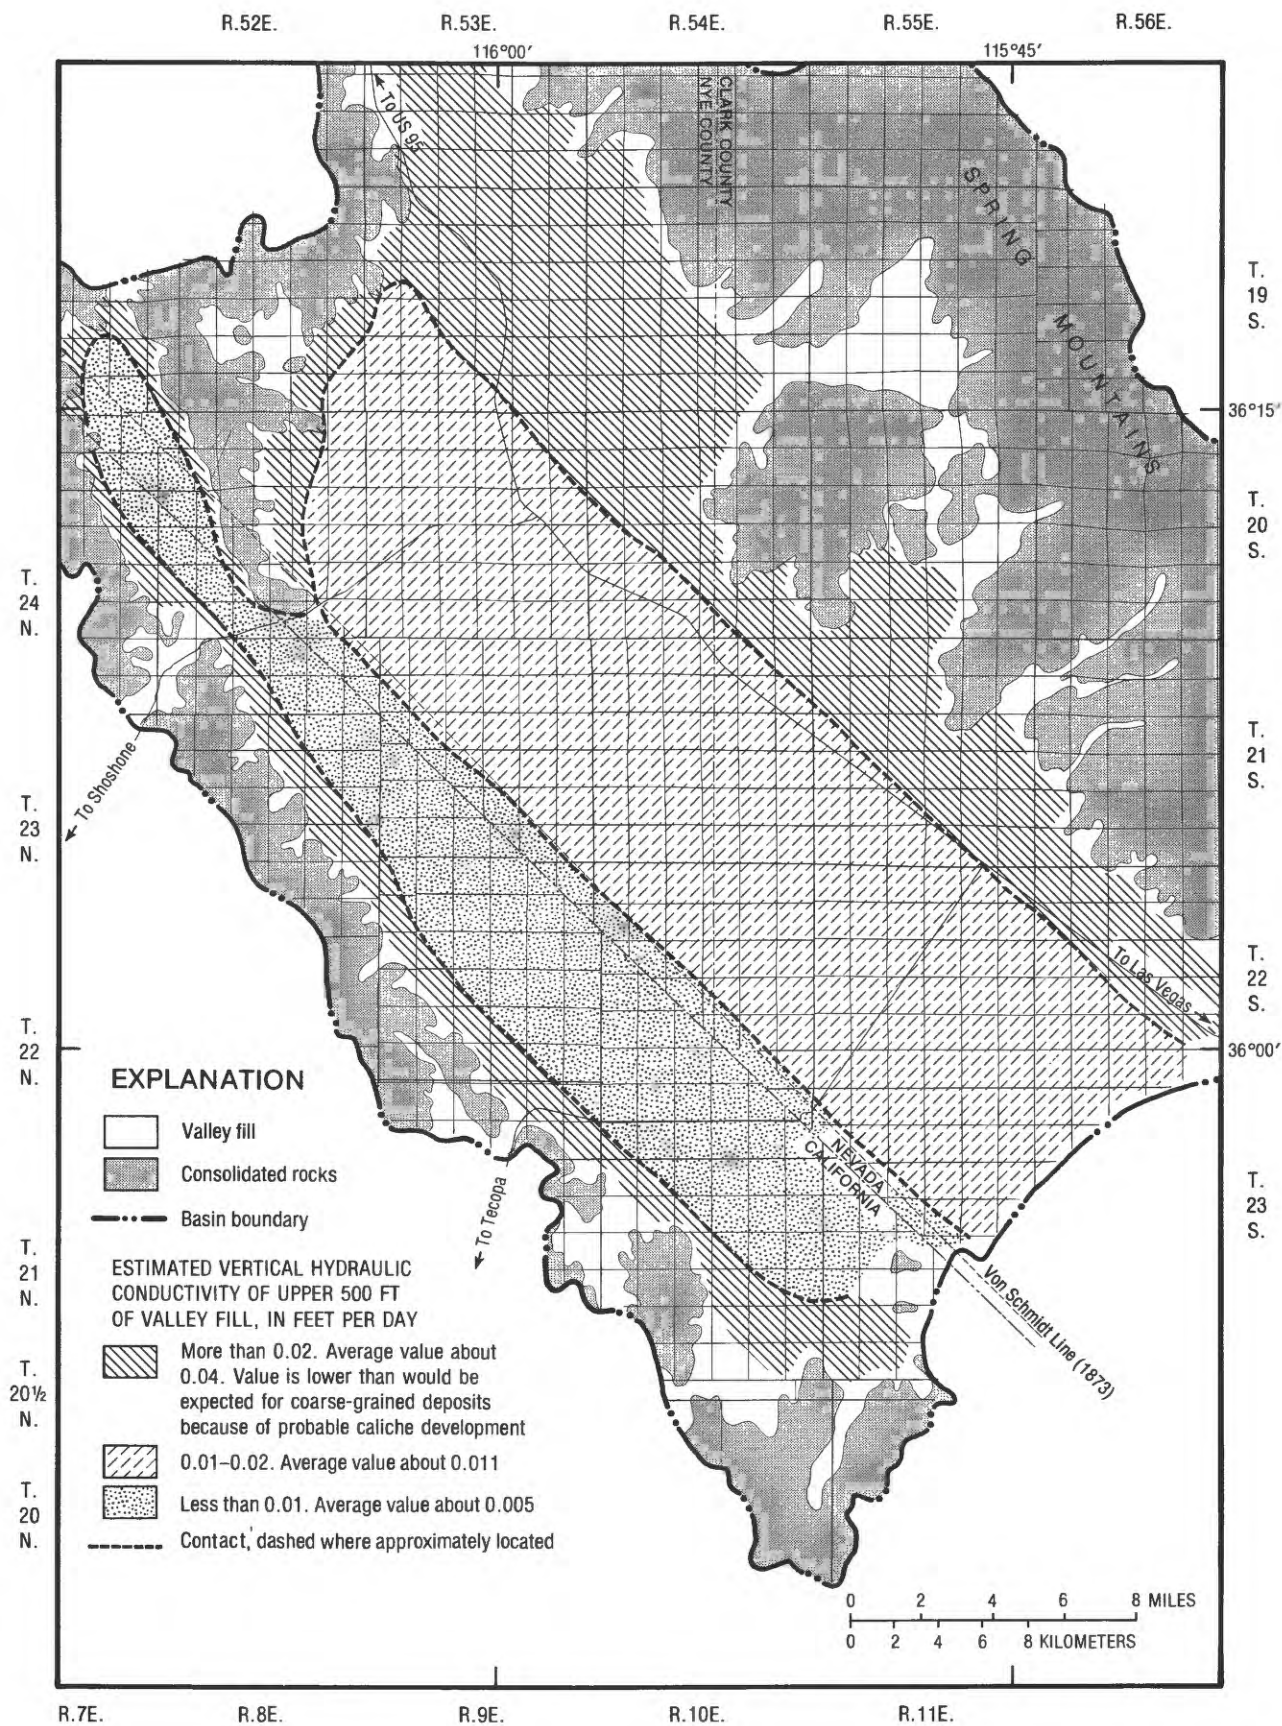 R.52E. R.53E. R.54E. R.55E. R.56E.
116°00′ 115°45′
To US 95
CLARK COUNTY
NYE COUNTY
SPRING
MOUNTAINS
T.
19
S.
36°15′
T.
20
S.
T.
24
N.
T.
21
S.
To Shoshone
T.
23
N.
To Las Vegas
T.
22
S.
T.
22
N.
36°00′
NEVADA
CALIFORNIA
To Tecopa
T.
23
S.
Von Schmidt Line (1873)
EXPLANATION
Valley fill
Consolidated rocks
Basin boundary
T.
21
N.
ESTIMATED VERTICAL HYDRAULIC
CONDUCTIVITY OF UPPER 500 FT
OF VALLEY FILL, IN FEET PER DAY
More than 0.02. Average value about
0.04. Value is lower than would be
expected for coarse-grained deposits
because of probable caliche development
T.
20½
N.
0.01–0.02. Average value about 0.011
Less than 0.01. Average value about 0.005
Contact, dashed where approximately located
T.
20
N.
0 2 4 6 8 MILES
0 2 4 6 8 KILOMETERS
R.7E. R.8E. R.9E. R.10E. R.11E.